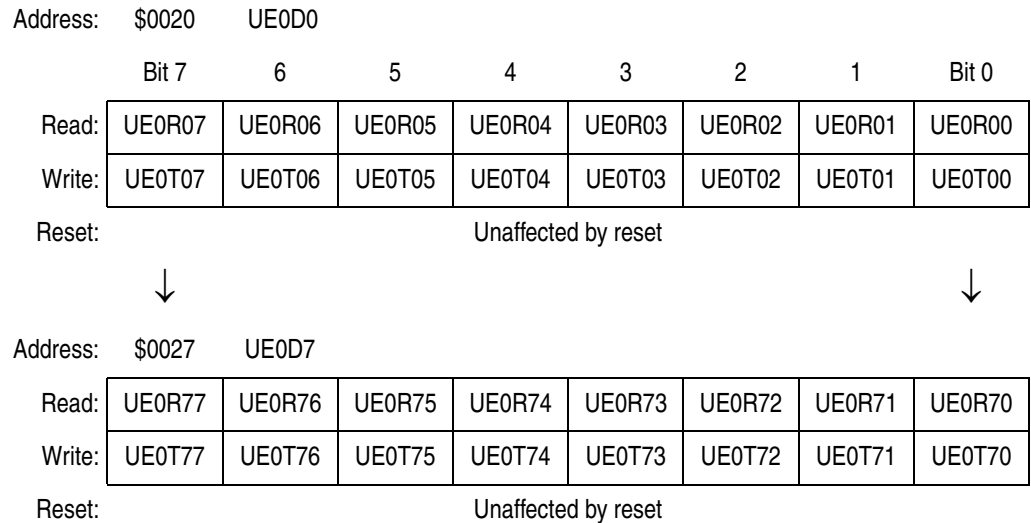 Address: $0020 UE0D0
Bit 7 6 5 4 3 2 1 Bit 0
Read: UE0R07 UE0R06 UE0R05 UE0R04 UE0R03 UE0R02 UE0R01 UE0R00
Write: UE0T07 UE0T06 UE0T05 UE0T04 UE0T03 UE0T02 UE0T01 UE0T00
Reset: Unaffected by reset
↓ ↓
Address: $0027 UE0D7
Read: UE0R77 UE0R76 UE0R75 UE0R74 UE0R73 UE0R72 UE0R71 UE0R70
Write: UE0T77 UE0T76 UE0T75 UE0T74 UE0T73 UE0T72 UE0T71 UE0T70
Reset: Unaffected by reset